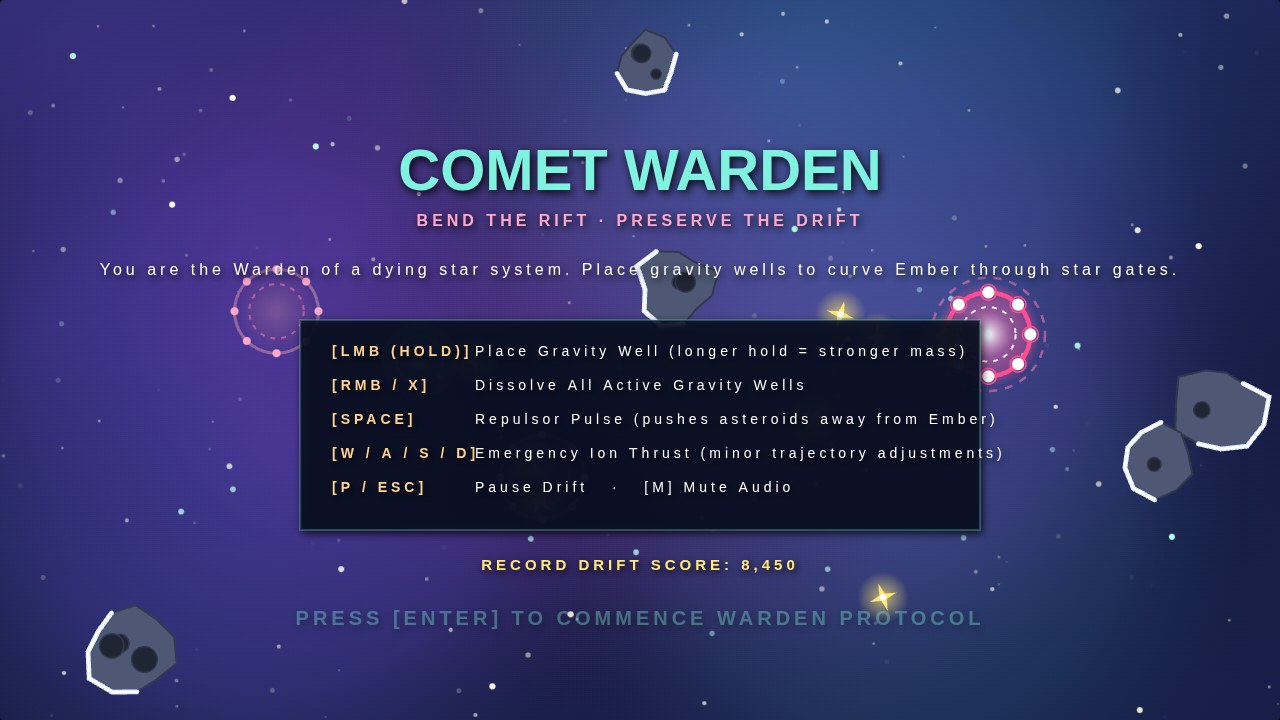 COMET WARDEN
BEND THE RIFT · PRESERVE THE DRIFT
You are the Warden of a dying star system. Place gravity wells to curve Ember through star gates.
[LMB (HOLD)] Place Gravity Well (longer hold = stronger mass)
[RMB / X] Dissolve All Active Gravity Wells
[SPACE] Repulsor Pulse (pushes asteroids away from Ember)
[W / A / S / D] Emergency Ion Thrust (minor trajectory adjustments)
[P / ESC] Pause Drift · [M] Mute Audio
RECORD DRIFT SCORE: 8,450
PRESS [ENTER] TO COMMENCE WARDEN PROTOCOL